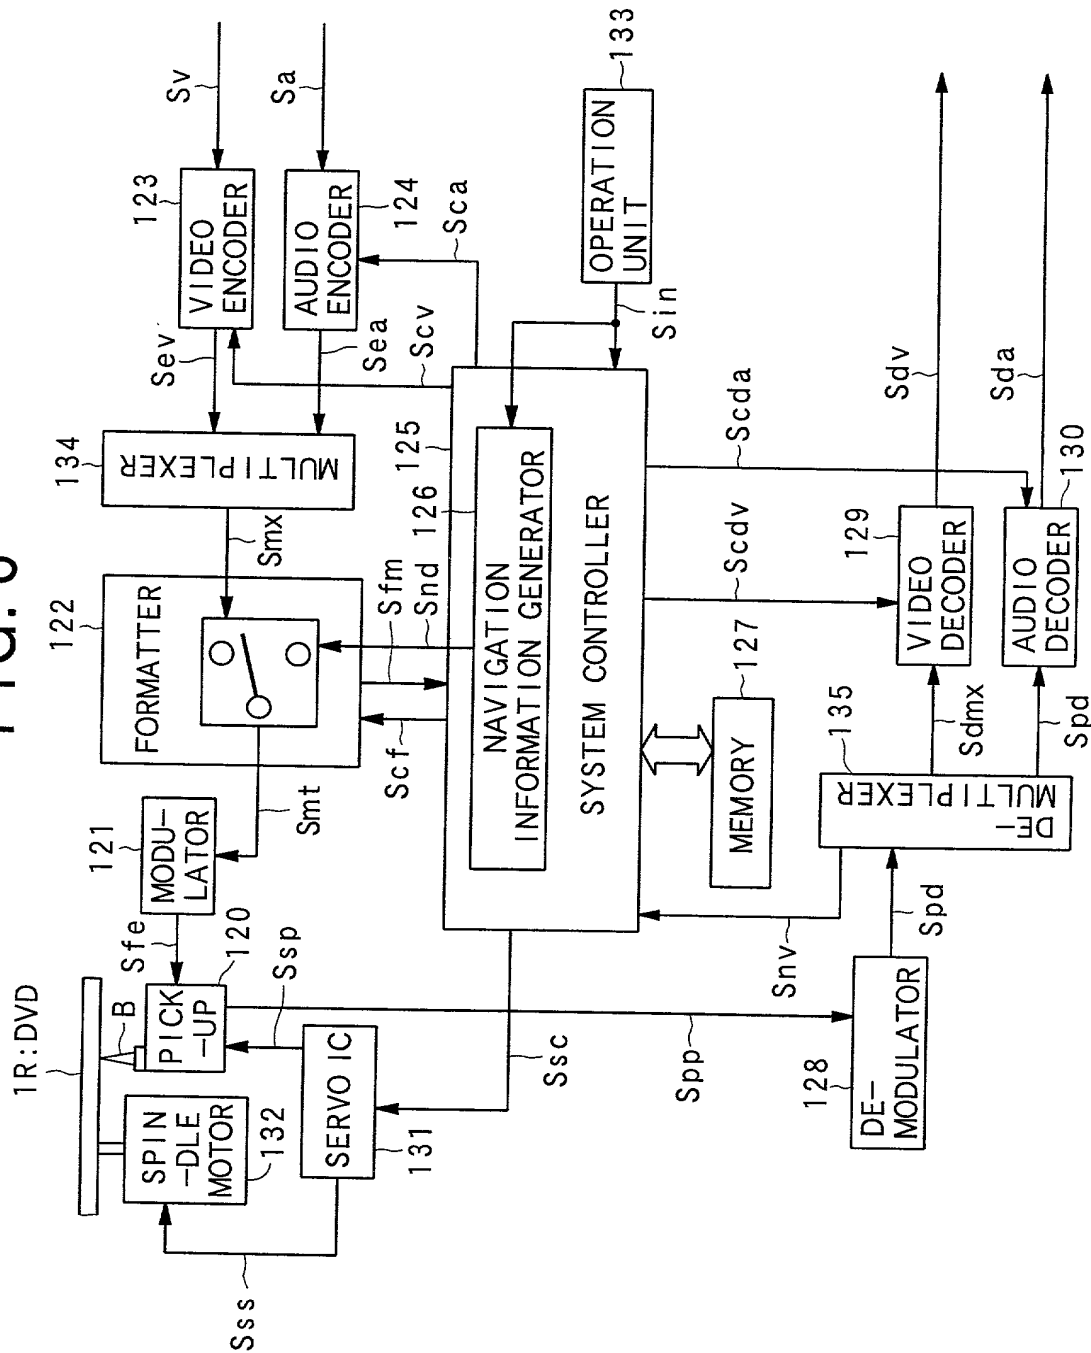 1R:DVD
B
SPIN
-DLE
MOTOR
132
Sss
PICK
-UP
120
Sfe
Ssp
SERVO IC
131
Ssc
MODU-
LATOR
121
Smt
FORMATTER
122
Scf
Sfm
Snd
Smx
MULTIPLEXER
134
Sev
Sea
VIDEO
ENCODER
123
Sv
AUDIO
ENCODER
124
Sa
Scv
Sca
125
126
NAVIGATION
INFORMATION GENERATOR
SYSTEM CONTROLLER
OPERATION
UNIT
133
Sin
MEMORY
127
Spp
DE-
MODULATOR
128
Spd
Snv
DE-
MULTIPLEXER
135
Sdmx
Spd
Scdv
Scda
VIDEO
DECODER
129
Sdv
AUDIO
DECODER
130
Sda